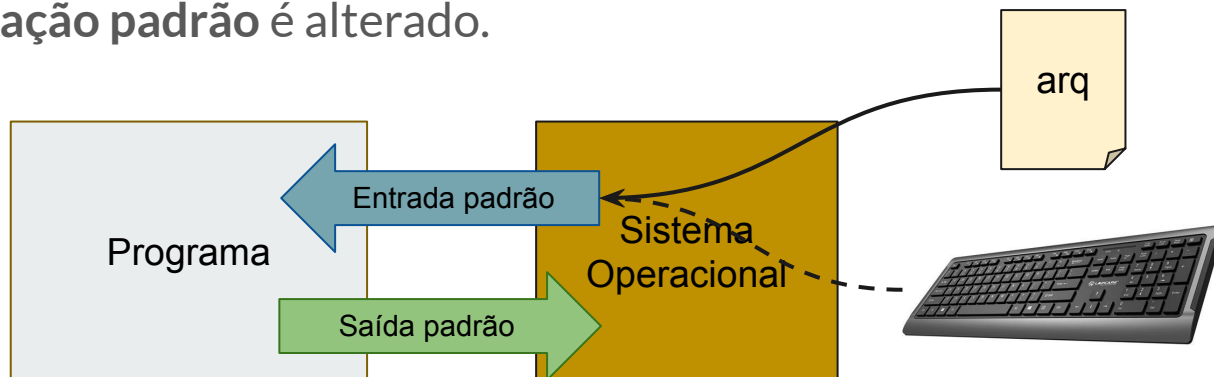 ação padrão é alterado.
arq
Entrada padrão
Programa
Sistema
Operacional
Saída padrão